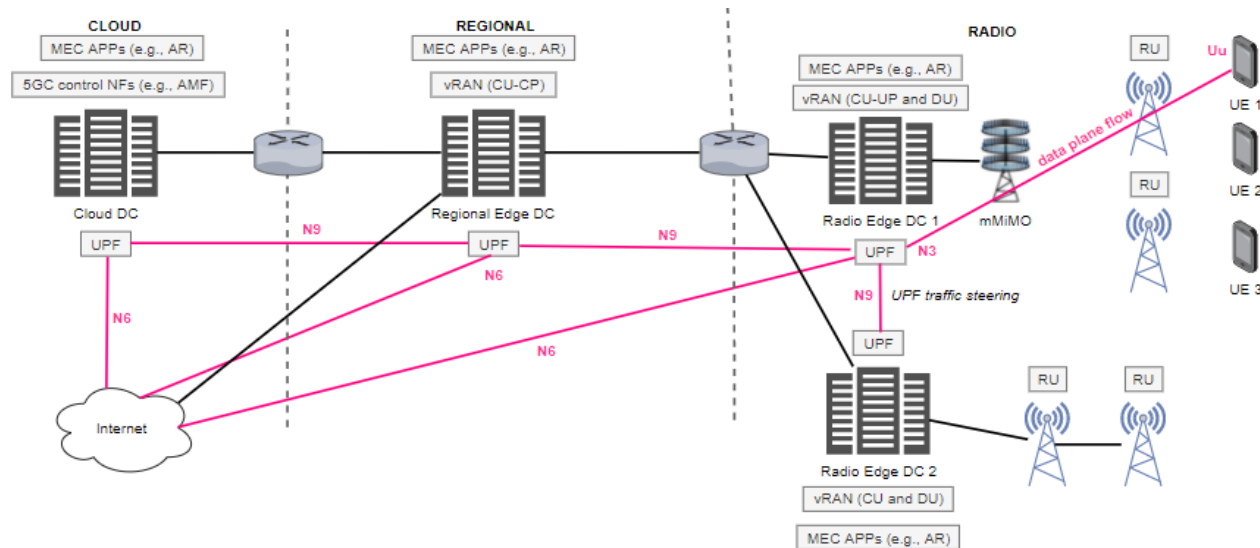 CLOUD
REGIONAL
RADIO
MEC APPs (e.g., AR)
MEC APPs (e.g., AR)
MEC APPs (e.g., AR)
RU
Uu
5GC control NFs (e.g., AMF)
vRAN (CU-CP)
vRAN (CU-UP and DU)
UE 1
data plane flow
RU
UE 2
Cloud DC
Regional Edge DC
Radio Edge DC 1
mMiMO
UPF
N9
UPF
N9
UPF
N3
N6
N9
UPF traffic steering
UE 3
N6
N6
UPF
RU
RU
Internet
Radio Edge DC 2
vRAN (CU and DU)
MEC APPs (e.g., AR)